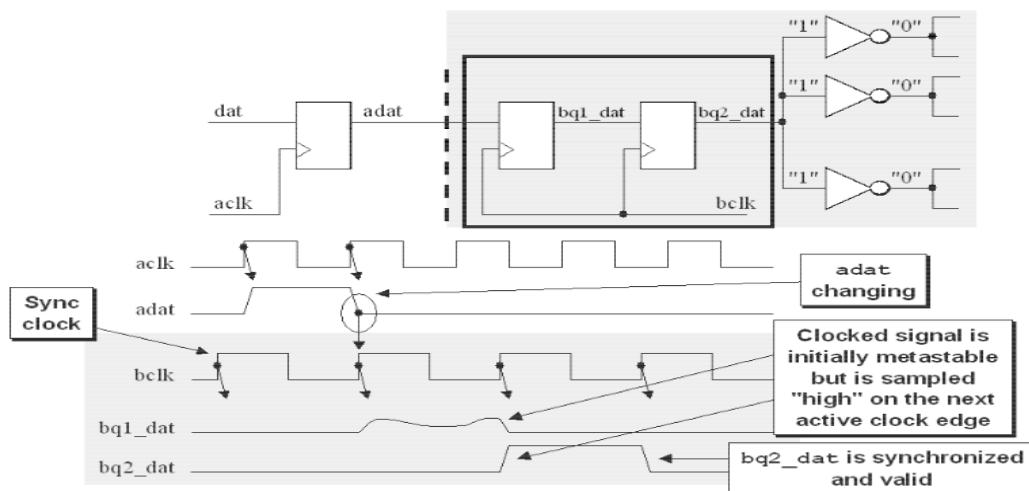 "1" "0"
"1" "0"
dat adat bq1_dat bq2_dat
"1" "0"
aclk bclk
aclk
adat
changing
Sync
clock
adat
Clocked signal is
initially metastable
but is sampled
"high" on the next
active clock edge
bclk
bq1_dat
bq2_dat
bq2_dat is synchronized
and valid